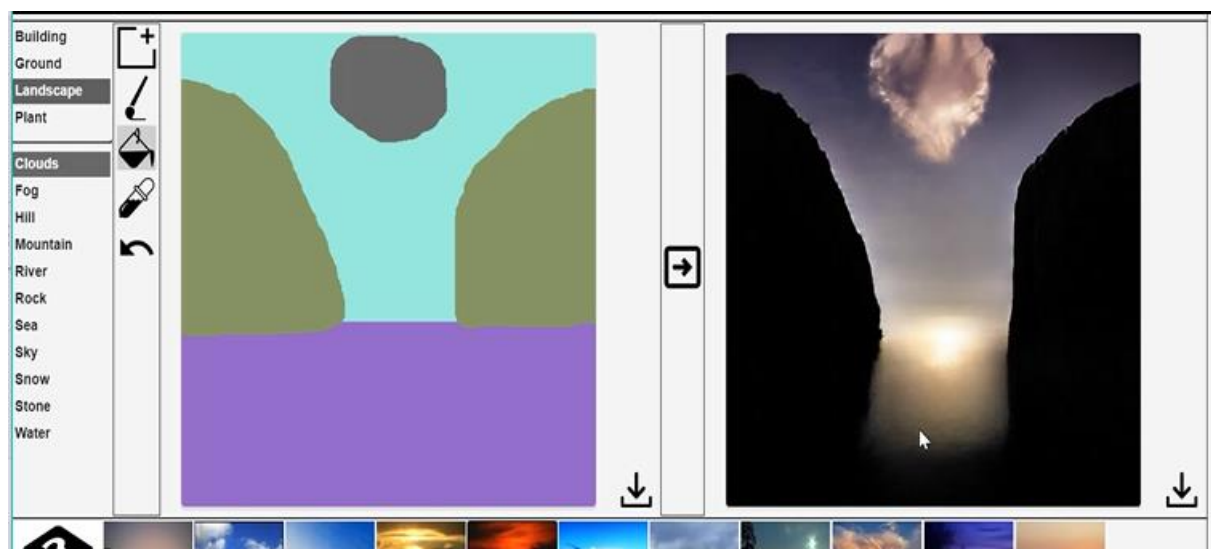 Building
Ground
Landscape
Plant
Clouds
Fog
Hill
Mountain
River
Rock
Sea
Sky
Snow
Stone
Water